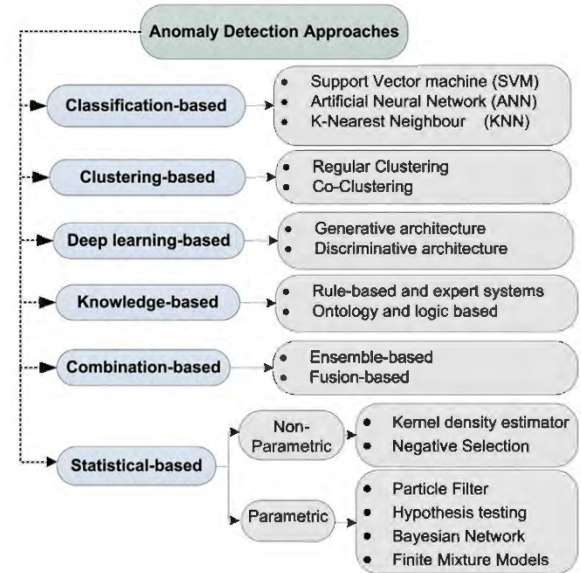 Anomaly Detection Approaches
Classification-based
• Support Vector machine (SVM)
• Artificial Neural Network (ANN)
• K-Nearest Neighbour (KNN)
Clustering-based
• Regular Clustering
• Co-Clustering
Deep learning-based
• Generative architecture
• Discriminative architecture
Knowledge-based
• Rule-based and expert systems
• Ontology and logic based
Combination-based
• Ensemble-based
• Fusion-based
Statistical-based
Non-
Parametric
• Kernel density estimator
• Negative Selection
Parametric
• Particle Filter
• Hypothesis testing
• Bayesian Network
• Finite Mixture Models